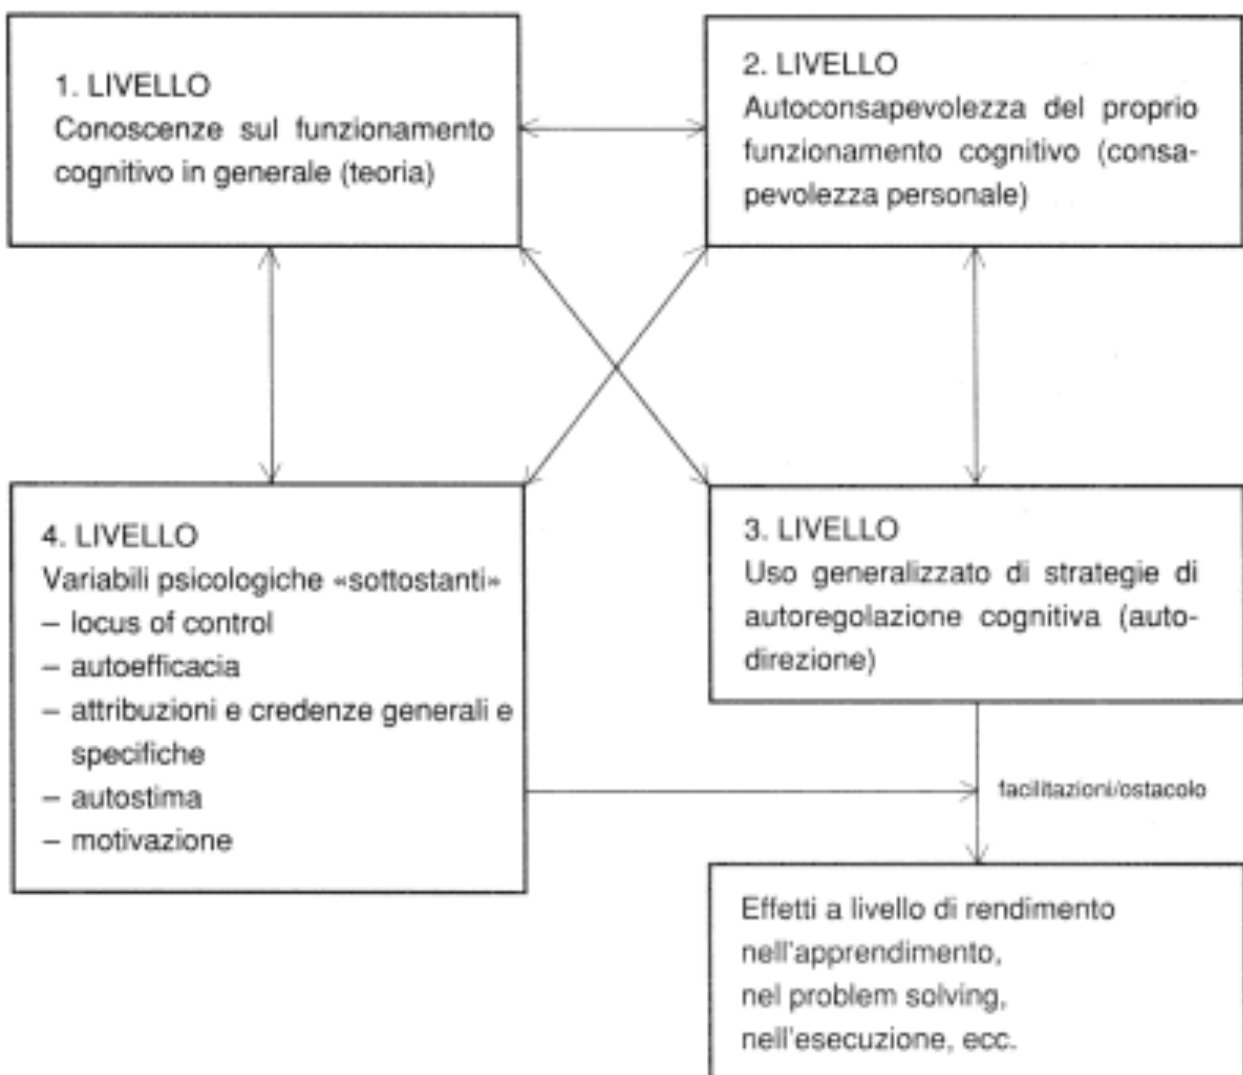 1. LIVELLO
Conoscenze sul funzionamento
cognitivo in generale (teoria)
2. LIVELLO
Autoconsapevolezza del proprio
funzionamento cognitivo (consa-
pevolezza personale)
4. LIVELLO
Variabili psicologiche «sottostanti»
– locus of control
– autoefficacia
– attribuzioni e credenze generali e
specifiche
– autostima
– motivazione
3. LIVELLO
Uso generalizzato di strategie di
autoregolazione cognitiva (auto-
direzione)
facilitazioni/ostacolo
Effetti a livello di rendimento
nell'apprendimento,
nel problem solving,
nell'esecuzione, ecc.